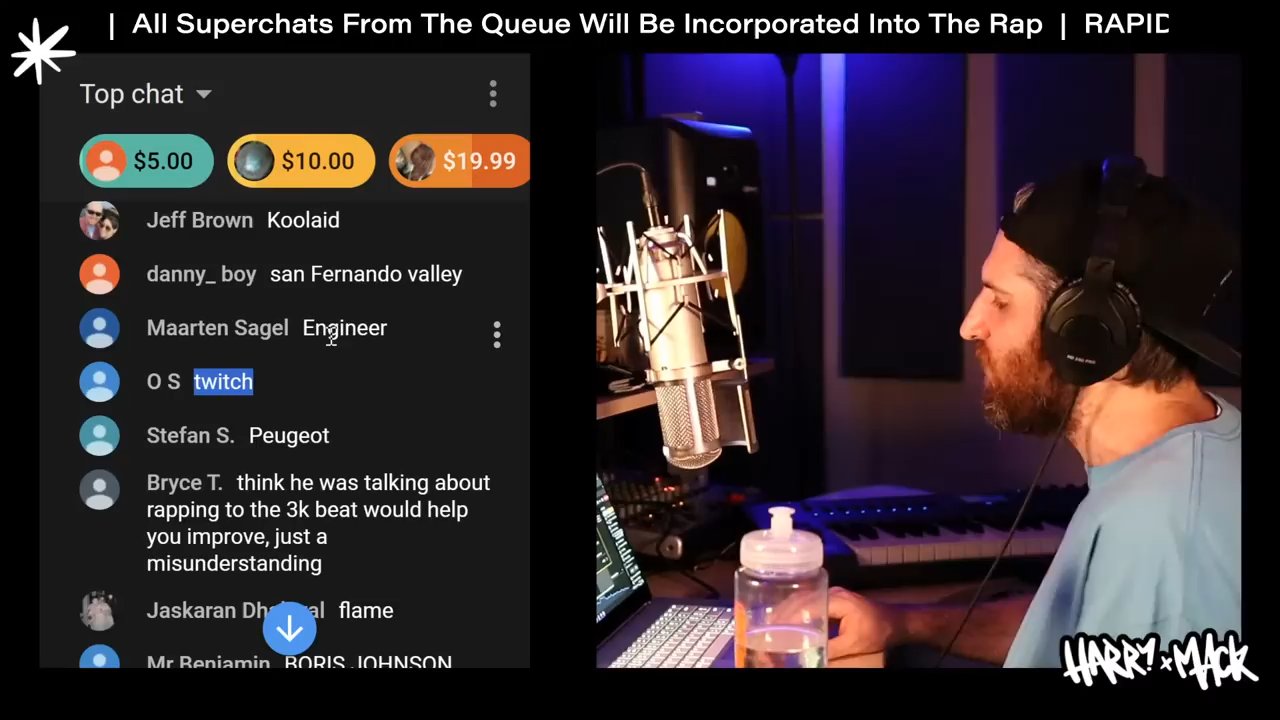 | All Superchats From The Queue Will Be Incorporated Into The Rap | RAPID
Top chat
$5.00 $10.00 $19.99
Jeff Brown Koolaid
danny_ boy san Fernando valley
Maarten Sagel Engineer
O S twitch
Stefan S. Peugeot
Bryce T. think he was talking about
rapping to the 3k beat would help
you improve, just a
misunderstanding
Jaskaran flame
Mr Benjamin BORIS JOHNSON
HARRY MACK